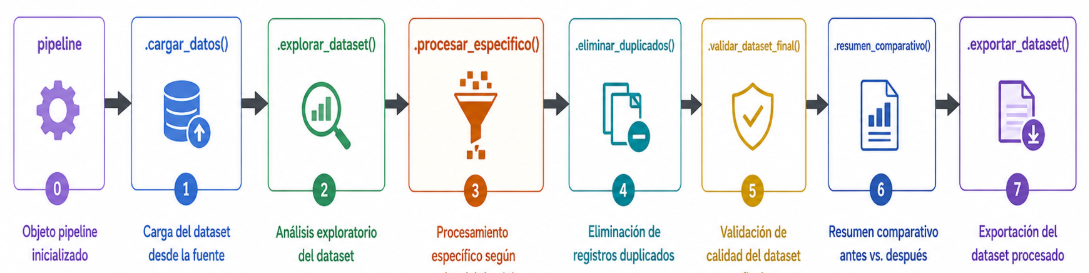 pipeline
.cargar_datos()
.explorar_dataset()
.procesar_especifico()
.eliminar_duplicados()
.validar_dataset_final()
.resumen_comparativo()
.exportar_dataset()
0
1
2
3
4
5
6
7
Objeto pipeline
inicializado
Carga del dataset
desde la fuente
Análisis exploratorio
del dataset
Procesamiento
específico según
Eliminación de
registros duplicados
Validación de
calidad del dataset
Resumen comparativo
antes vs. después
Exportación del
dataset procesado